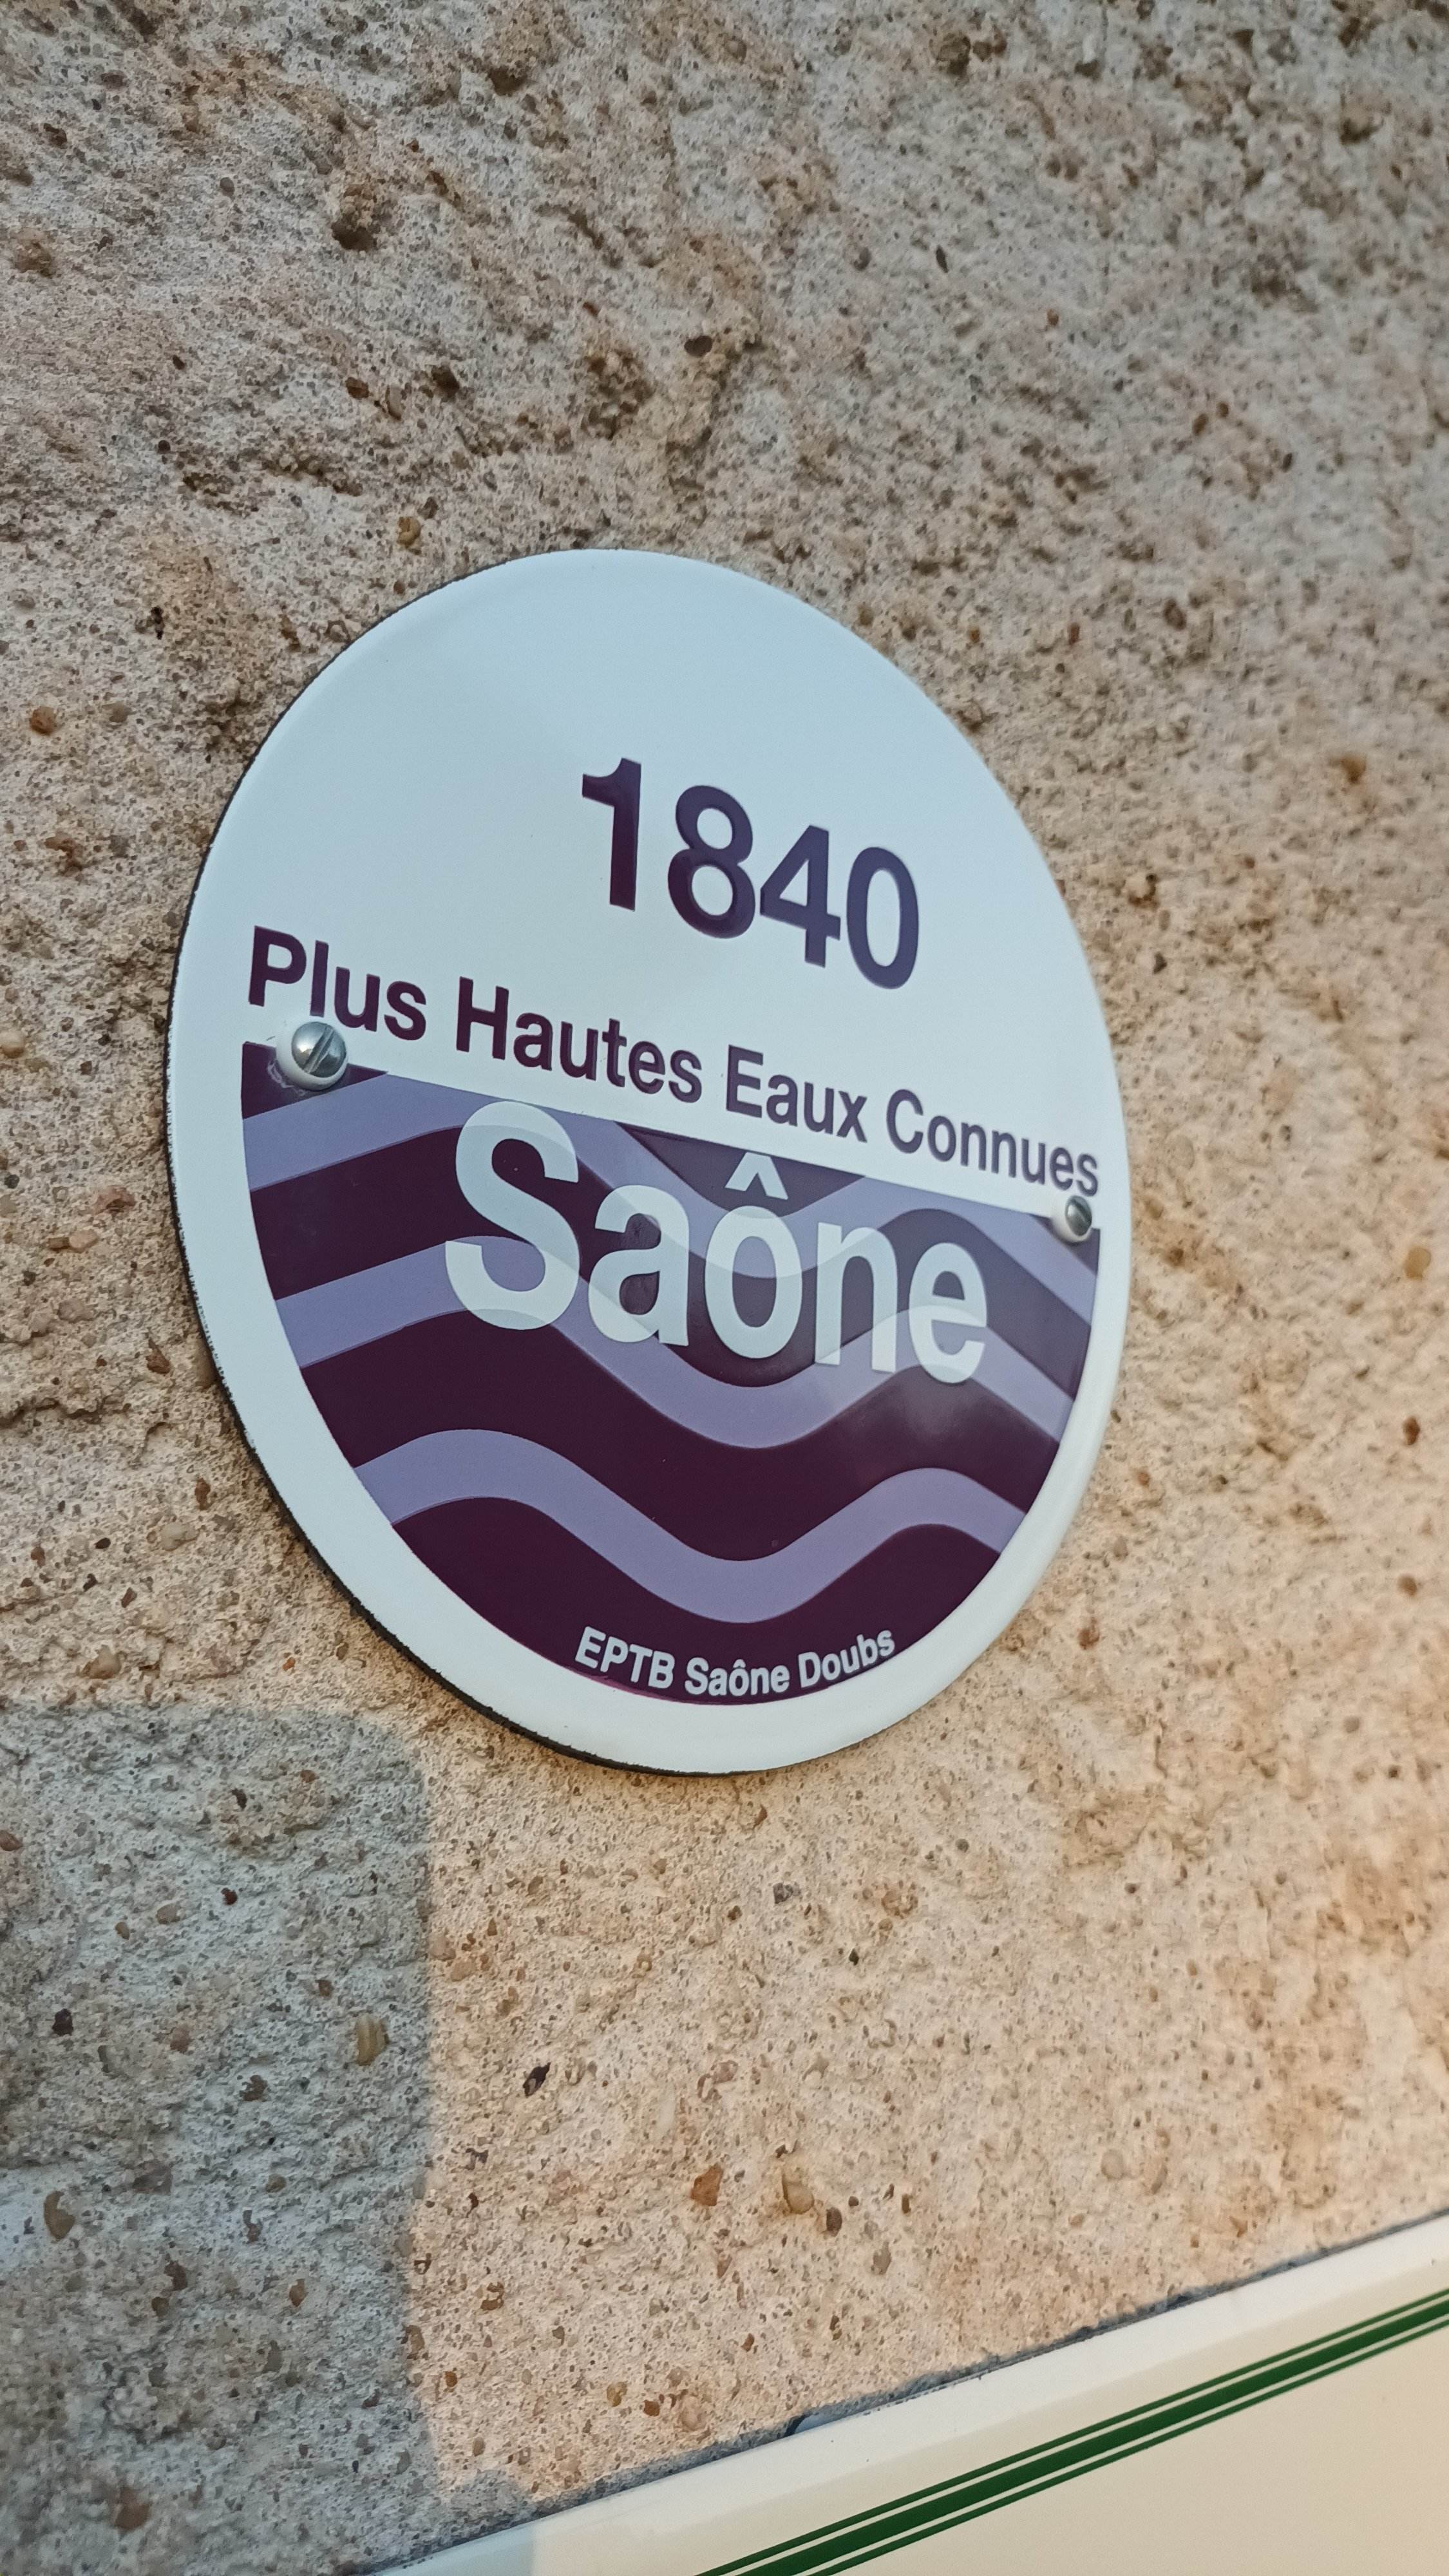 1840
Plus Hautes Eaux Connues
Saône
EPTB Saône Doubs